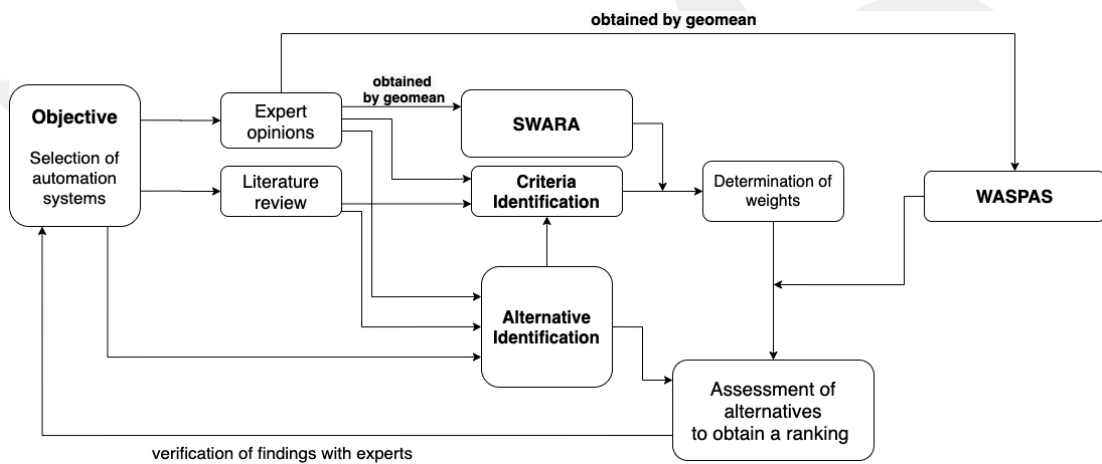 obtained by geomean
obtained
by geomean
Objective
Selection of
automation
systems
Expert
opinions
SWARA
Literature
review
Criteria
Identification
Determination of
weights
WASPAS
Alternative
Identification
Assessment of
alternatives
to obtain a ranking
verification of findings with experts